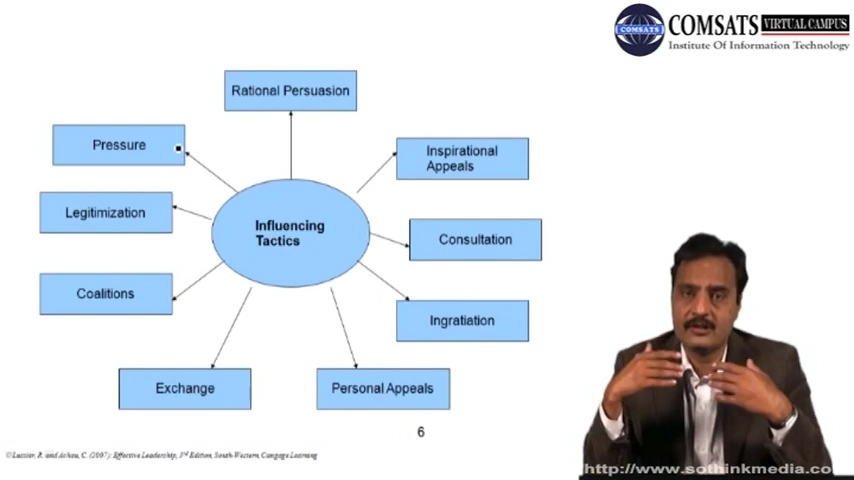 COMSATS VIRTUAL CAMPUS
COMSATS
Institute Of Information Technology
Rational Persuasion
Pressure
Inspirational
Appeals
Legitimization
Influencing
Tactics
Consultation
Coalitions
Ingratiation
Exchange
Personal Appeals
6
© Lussier, R. and Achua, C. (2007): Effective Leadership, 3rd Edition, South-Western, Cengage Learning
http://www.sothinkmedia.co